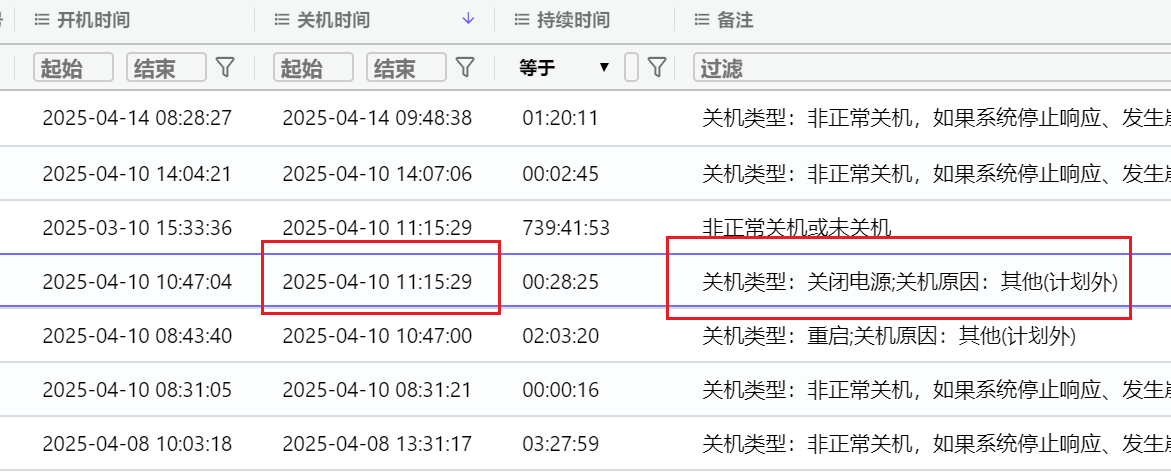 开机时间 关机时间 ↓ 持续时间 备注
起始 结束 起始 结束 等于 ▼ 过滤
2025-04-14 08:28:27 2025-04-14 09:48:38 01:20:11 关机类型：非正常关机，如果系统停止响应、发生
2025-04-10 14:04:21 2025-04-10 14:07:06 00:02:45 关机类型：非正常关机，如果系统停止响应、发生
2025-03-10 15:33:36 2025-04-10 11:15:29 739:41:53 非正常关机或未关机
2025-04-10 10:47:04 2025-04-10 11:15:29 00:28:25 关机类型：关闭电源;关机原因：其他(计划外)
2025-04-10 08:43:40 2025-04-10 10:47:00 02:03:20 关机类型：重启;关机原因：其他(计划外)
2025-04-10 08:31:05 2025-04-10 08:31:21 00:00:16 关机类型：非正常关机，如果系统停止响应、发生
2025-04-08 10:03:18 2025-04-08 13:31:17 03:27:59 关机类型：非正常关机，如果系统停止响应、发生